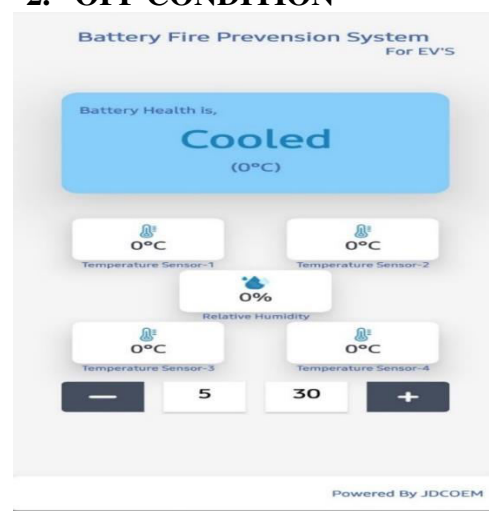 2. OFF CONDITION
Battery Fire Prevension System
For EV'S
Battery Health is,
Cooled
(0°C)
0°C
Temperature Sensor-1
0°C
Temperature Sensor-2
0%
Relative Humidity
0°C
Temperature Sensor-3
0°C
Temperature Sensor-4
— 5 30 +
Powered By JDCOEM